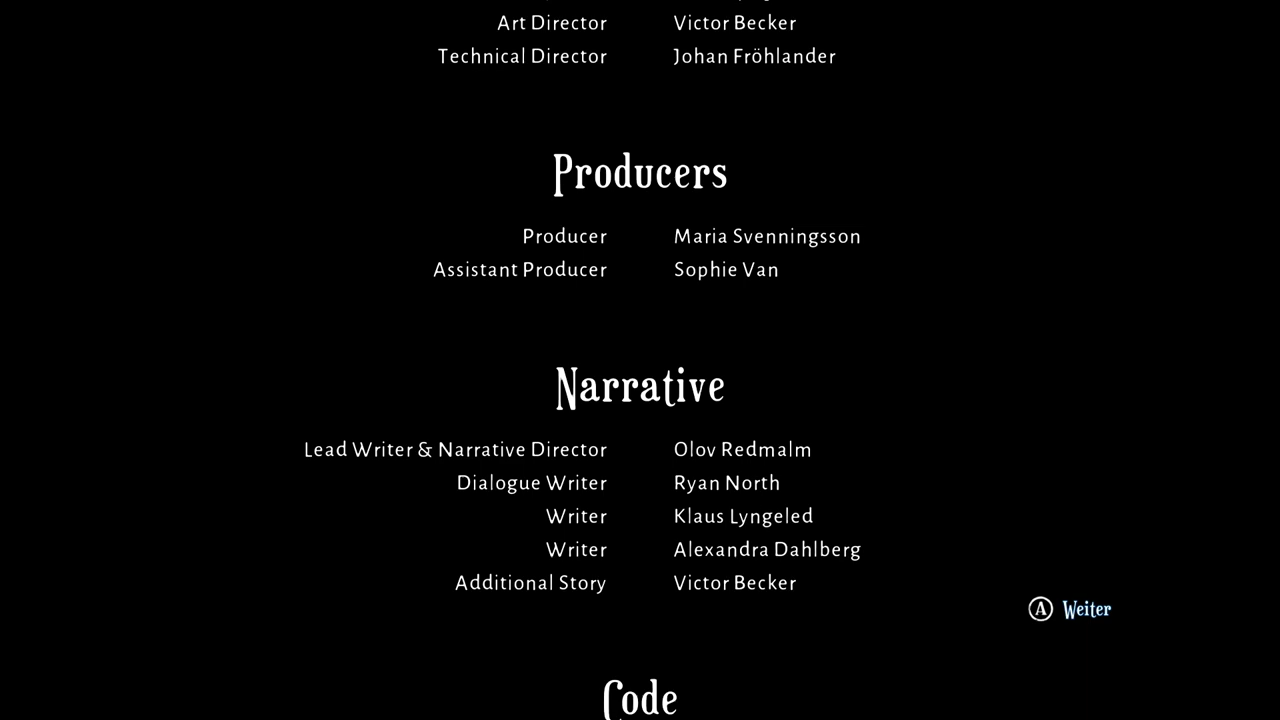 Art Director Victor Becker
Technical Director Johan Fröhlander
Producers
Producer Maria Svenningsson
Assistant Producer Sophie Van
Narrative
Lead Writer & Narrative Director Olov Redmalm
Dialogue Writer Ryan North
Writer Klaus Lyngeled
Writer Alexandra Dahlberg
Additional Story Victor Becker
A Weiter
Code